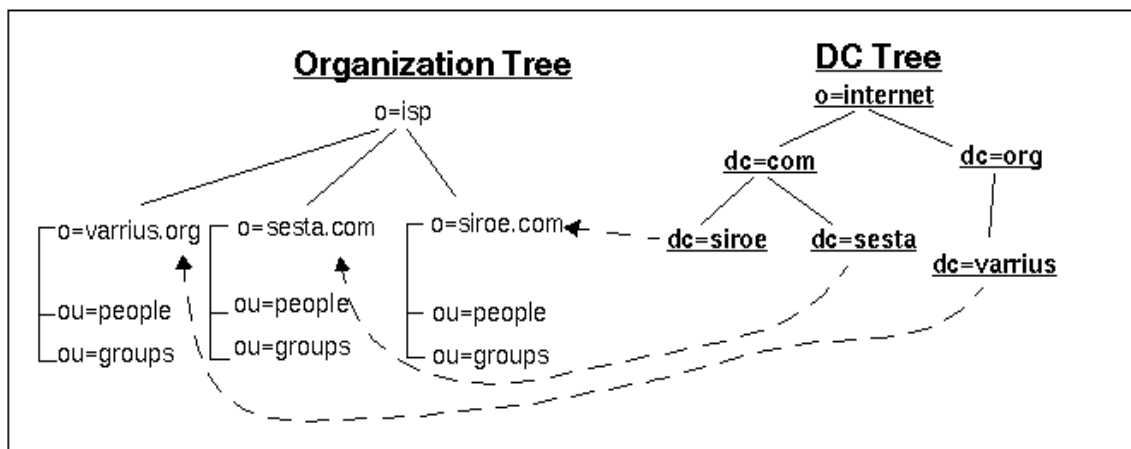 Organization Tree
DC Tree
o=isp
o=internet
dc=com
dc=org
o=varrius.org
o=sesta.com
o=siroe.com
dc=siroe
dc=sesta
dc=varrius
ou=people
ou=people
ou=people
ou=groups
ou=groups
ou=groups